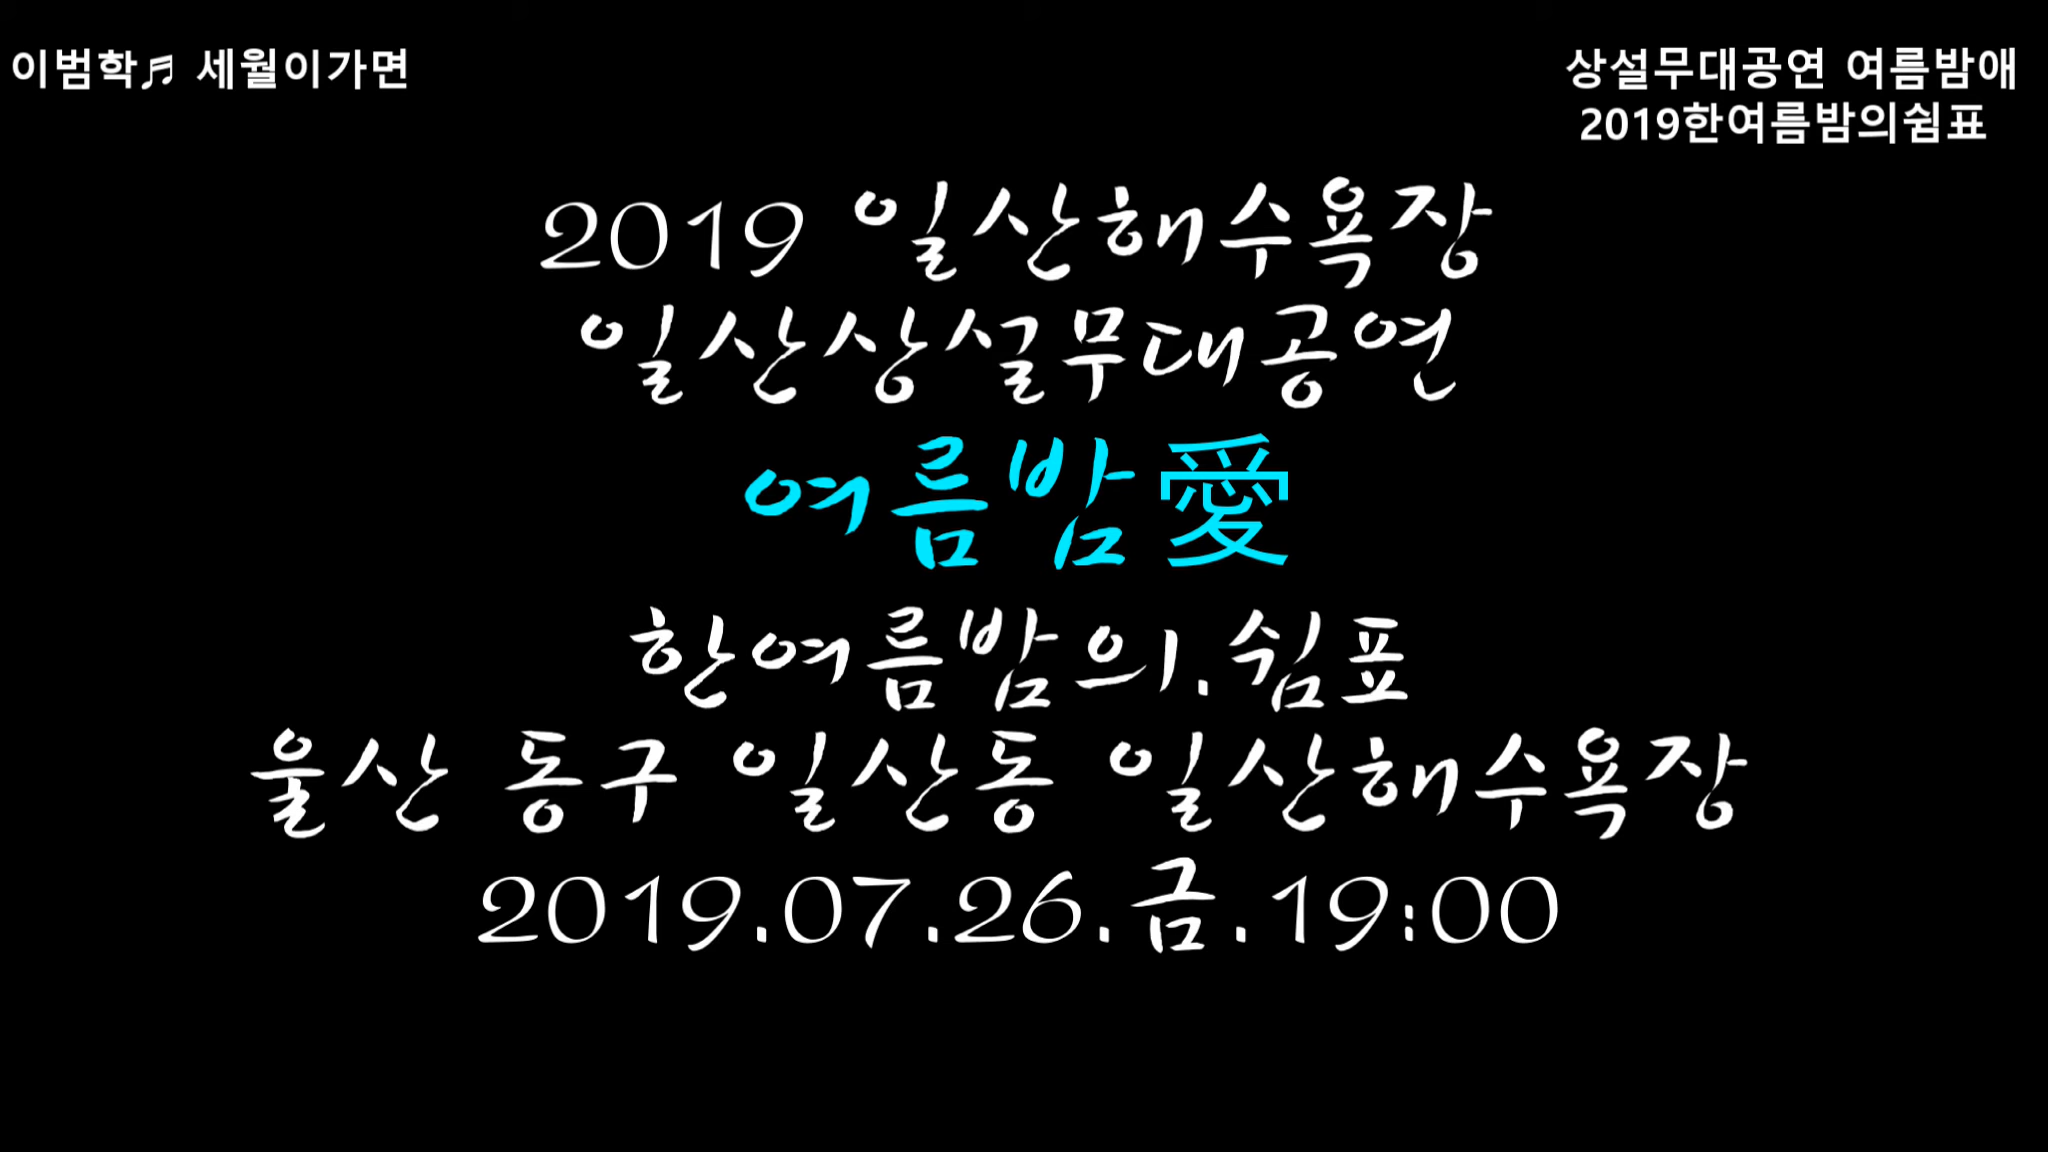 이범학♬ 세월이가면
상설무대공연 여름밤애
2019한여름밤의쉼표
2019 일산해수욕장
일산상설무대공연
여름밤愛
한여름밤의.쉼표
울산 동구 일산동 일산해수욕장
2019.07.26.금.19:00